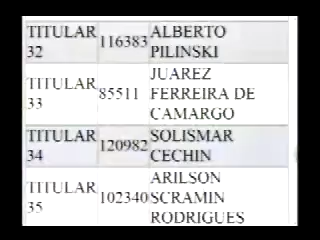 TITULAR 32 116383 ALBERTO PILINSKI
TITULAR 33 85511 JUAREZ FERREIRA DE CAMARGO
TITULAR 34 120982 SOLISMAR CECHIN
TITULAR 35 102340 ARILSON SCRAMIN RODRIGUES